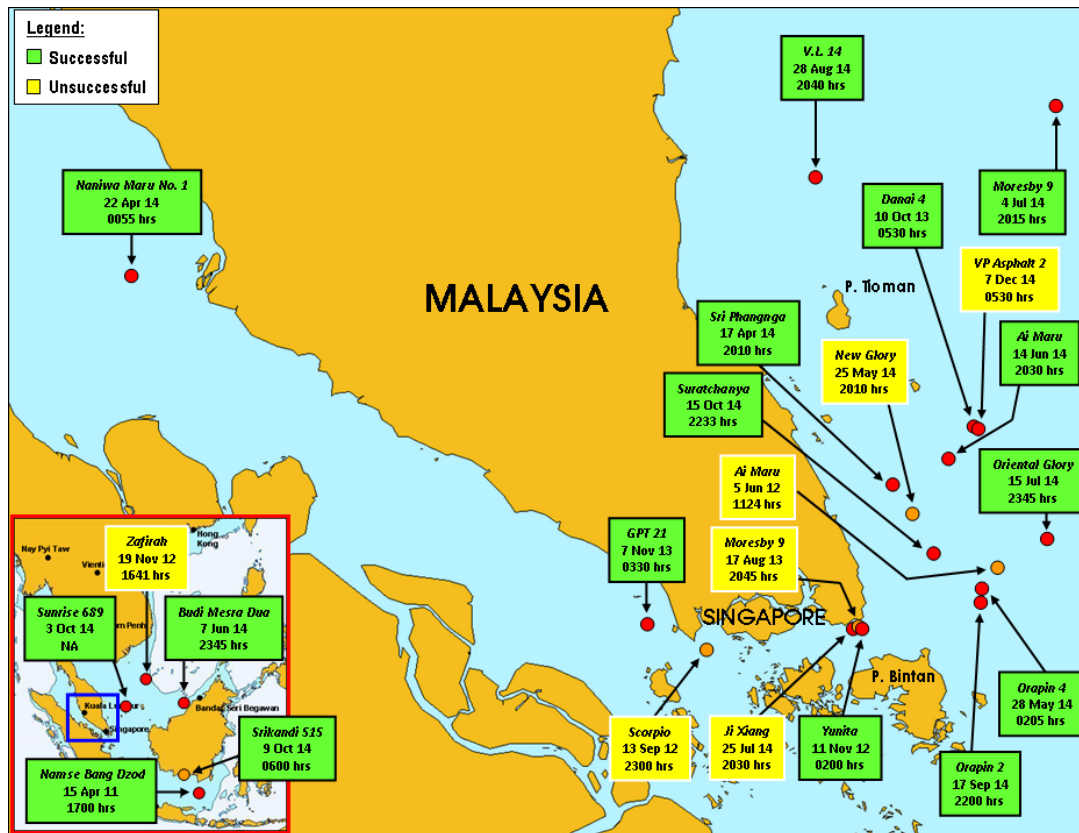 Legend:
Successful
Unsuccessful
V.L. 14
28 Aug 14
2040 hrs
Naniwa Maru No. 1
22 Apr 14
0055 hrs
Danai 4
10 Oct 13
0530 hrs
Moresby 9
4 Jul 14
2015 hrs
VP Asphalt 2
7 Dec 14
0530 hrs
P. Tioman
MALAYSIA
Sri Phangnga
17 Apr 14
2010 hrs
New Glory
25 May 14
2010 hrs
Ai Maru
14 Jun 14
2030 hrs
Suratchanya
15 Oct 14
2233 hrs
Ai Maru
5 Jun 12
1124 hrs
Oriental Glory
15 Jul 14
2345 hrs
GPT 21
7 Nov 13
0330 hrs
Moresby 9
17 Aug 13
2045 hrs
SINGAPORE
P. Bintan
Scorpio
13 Sep 12
2300 hrs
Ji Xiang
25 Jul 14
2030 hrs
Yunita
11 Nov 12
0200 hrs
Orapin 4
28 May 14
0205 hrs
Orapin 2
17 Sep 14
2200 hrs
Hong
Kong
Nay Pyi Taw
Vienti
Zafirah
19 Nov 12
1641 hrs
Sunrise 689
3 Oct 14
NA
Penh
Budi Mesra Dua
7 Jun 14
2345 hrs
Kuala Lumpur
Bandar Seri Begawan
Singapore
Srikandi 515
9 Oct 14
0600 hrs
Namse Bang Dzod
15 Apr 11
1700 hrs